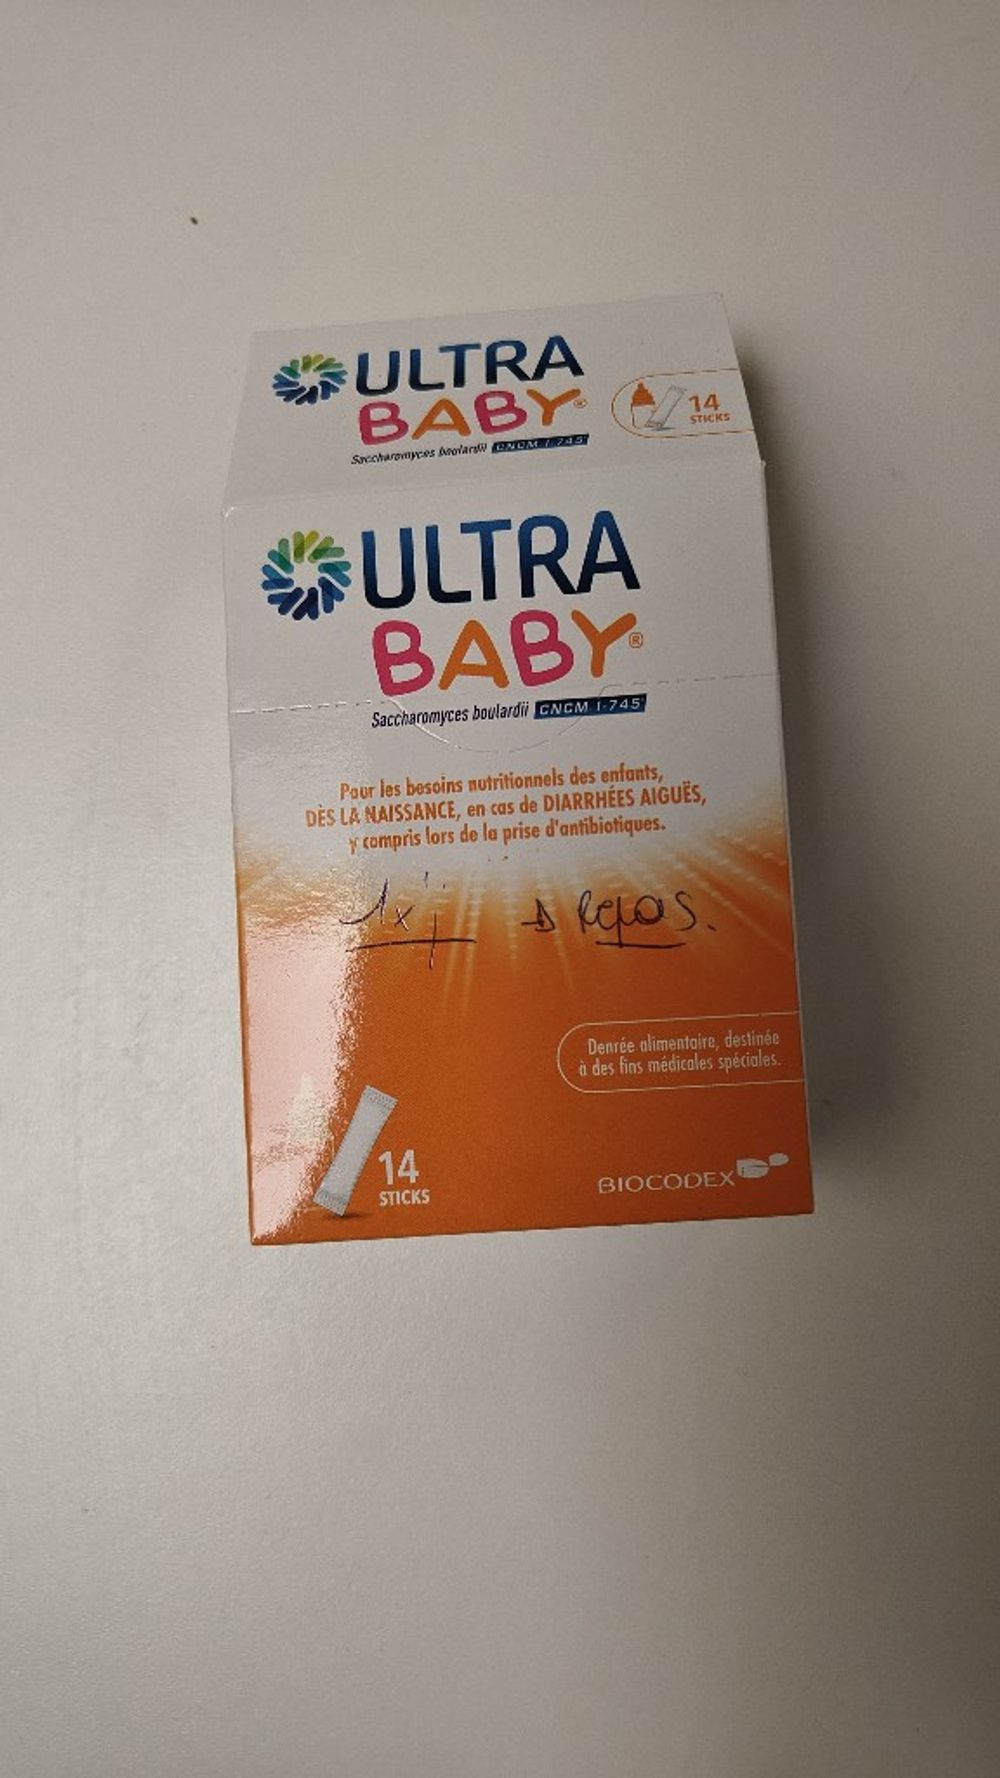 ULTRA
BABY®
Saccharomyces boulardii CNCM I-745
14
STICKS
ULTRA
BABY®
Saccharomyces boulardii CNCM I-745
Pour les besoins nutritionnels des enfants,
DÈS LA NAISSANCE, en cas de DIARRHÉES AIGUËS,
y compris lors de la prise d'antibiotiques.
1x j Repas.
Denrée alimentaire, destinée
à des fins médicales spéciales.
14
STICKS
BIOCODEX